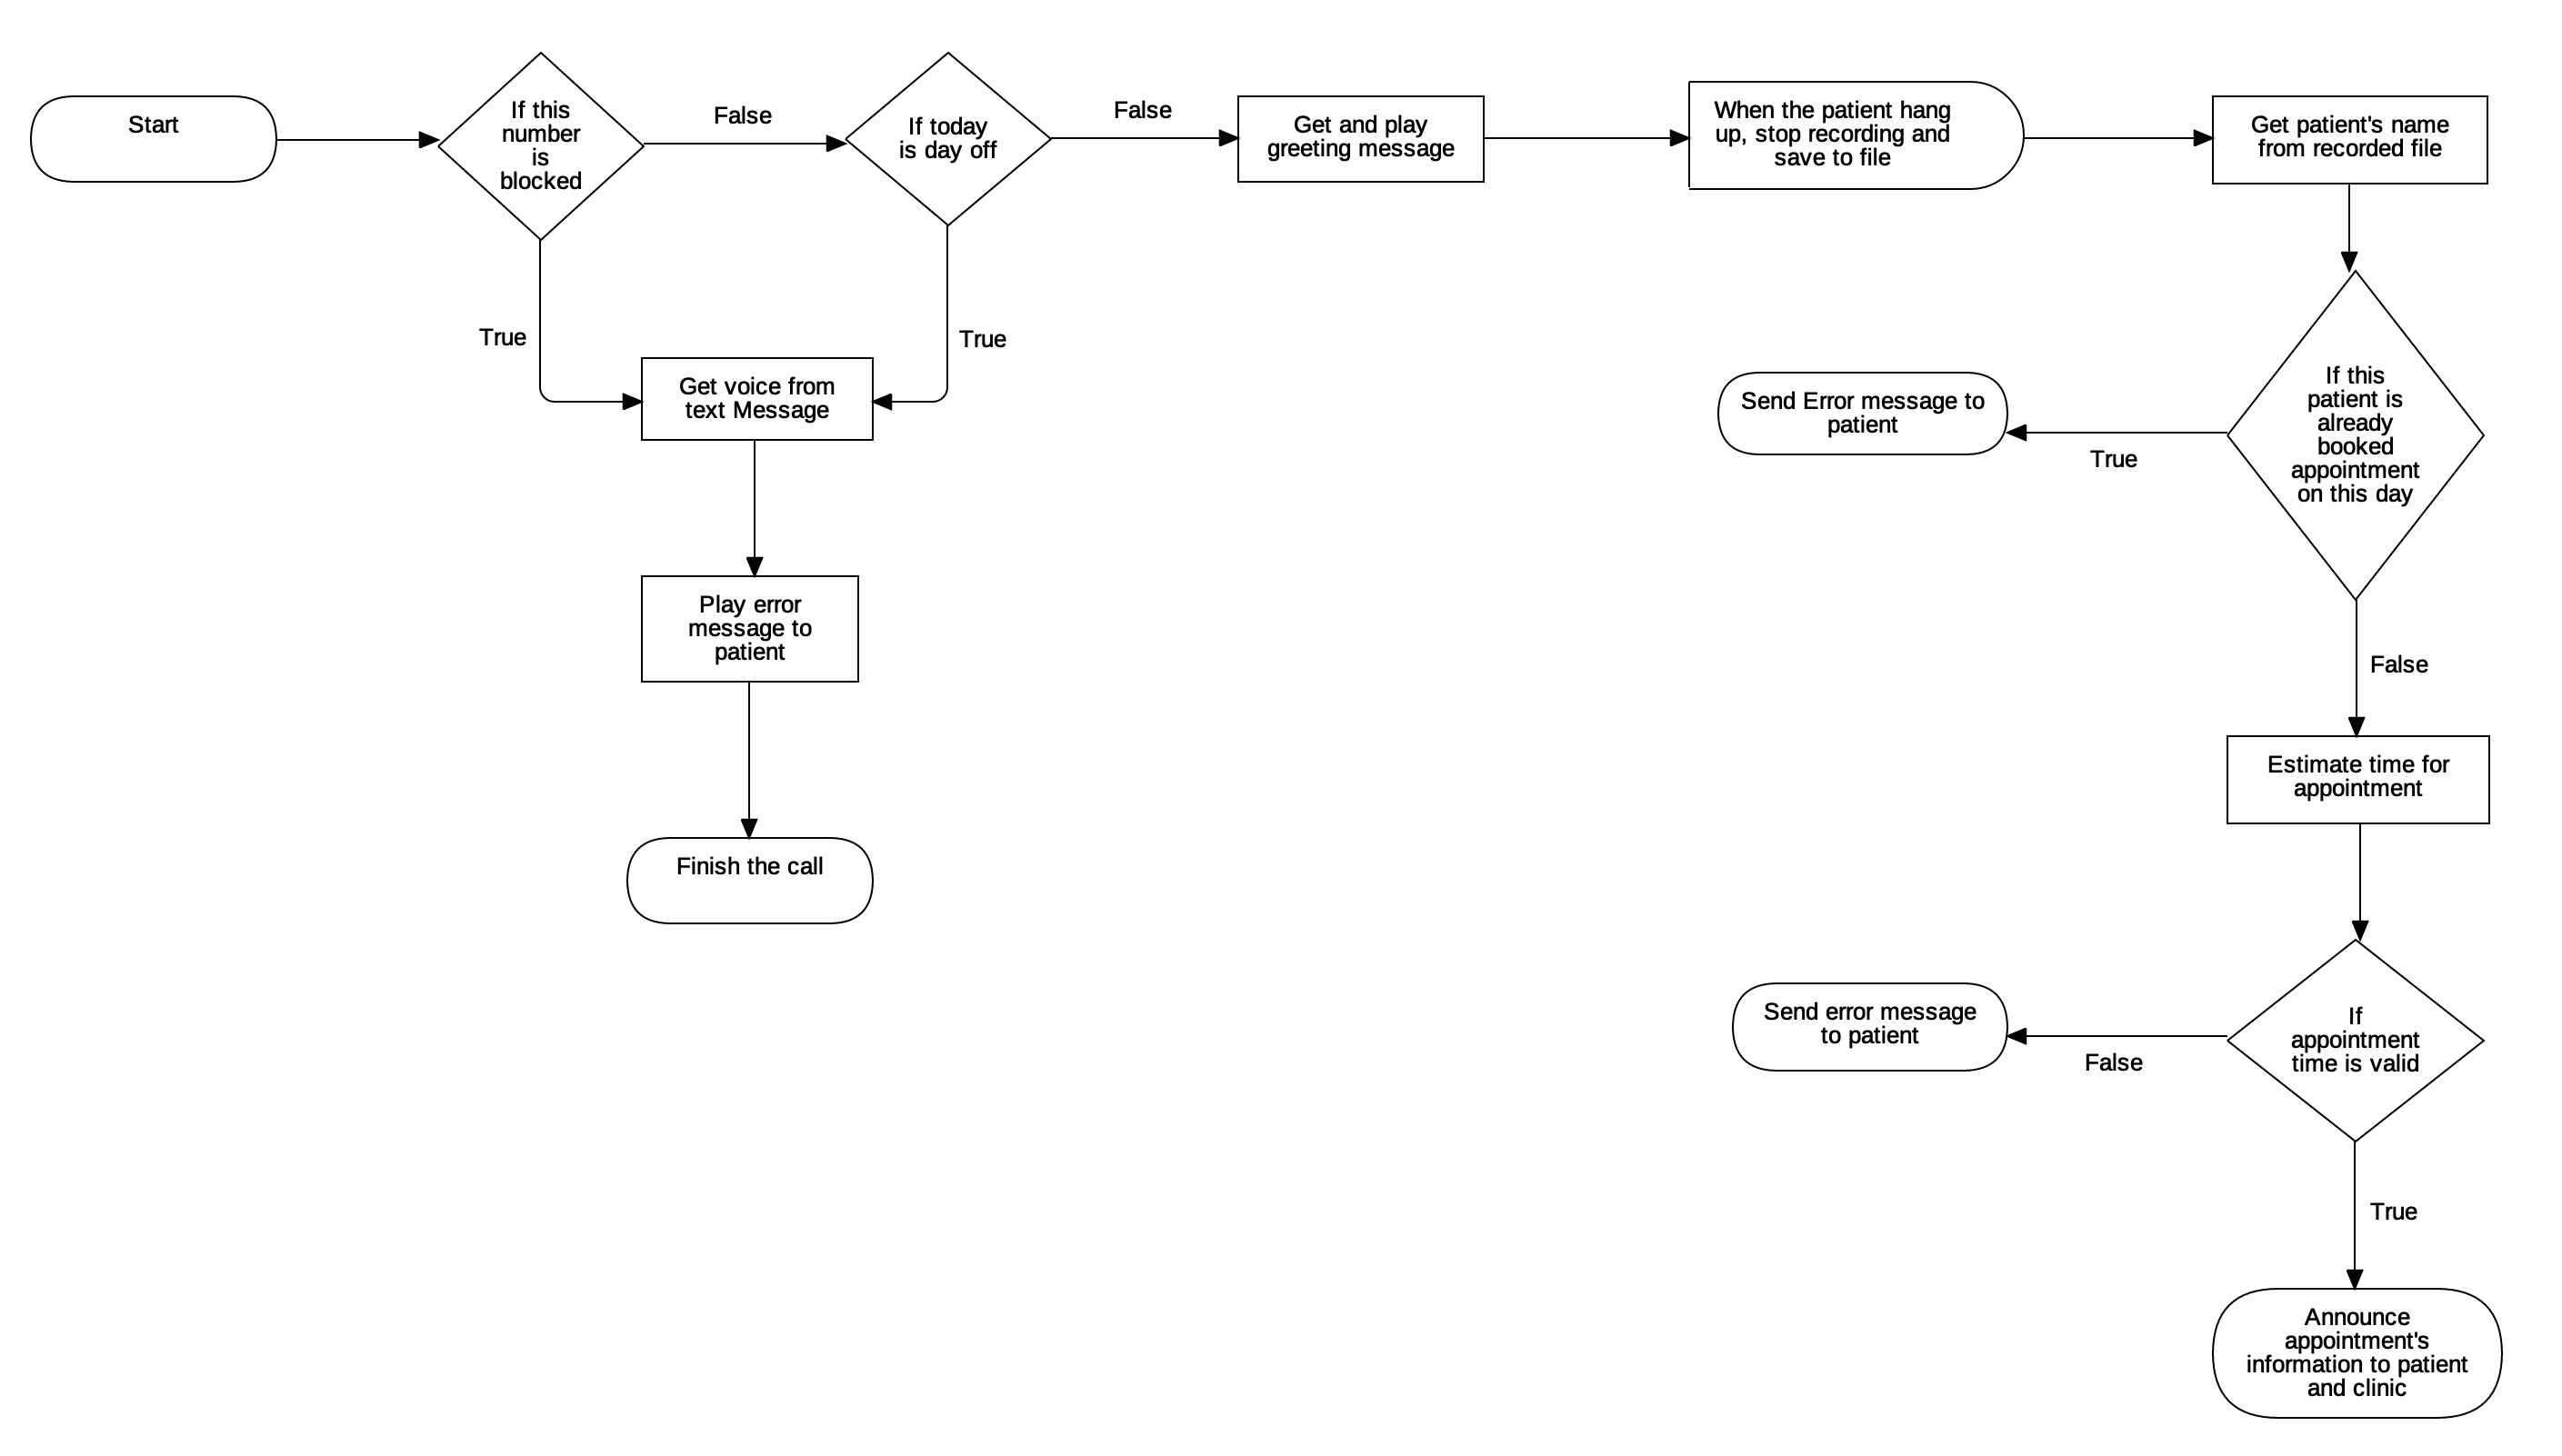 Start
If this
number
is
blocked
False
If today
is day off
False
Get and play
greeting message
When the patient hang
up, stop recording and
save to file
Get patient's name
from recorded file
True
True
Get voice from
text Message
Send Error message to
patient
True
If this
patient is
already
booked
appointment
on this day
Play error
message to
patient
False
Estimate time for
appointment
Finish the call
Send error message
to patient
False
If
appointment
time is valid
True
Announce
appointment's
information to patient
and clinic